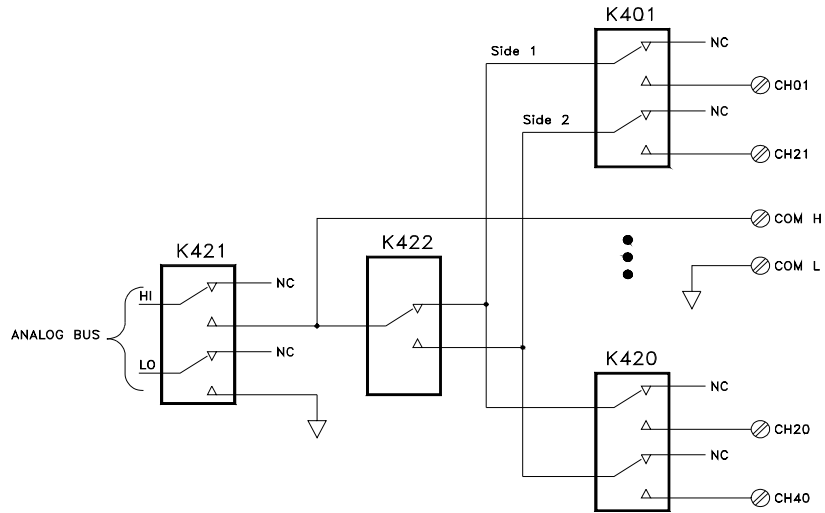 K401
Side 1
NC
CH01
NC
Side 2
CH21
COM H
K421
K422
COM L
NC
HI
ANALOG BUS
NC
LO
K420
NC
CH20
NC
CH40